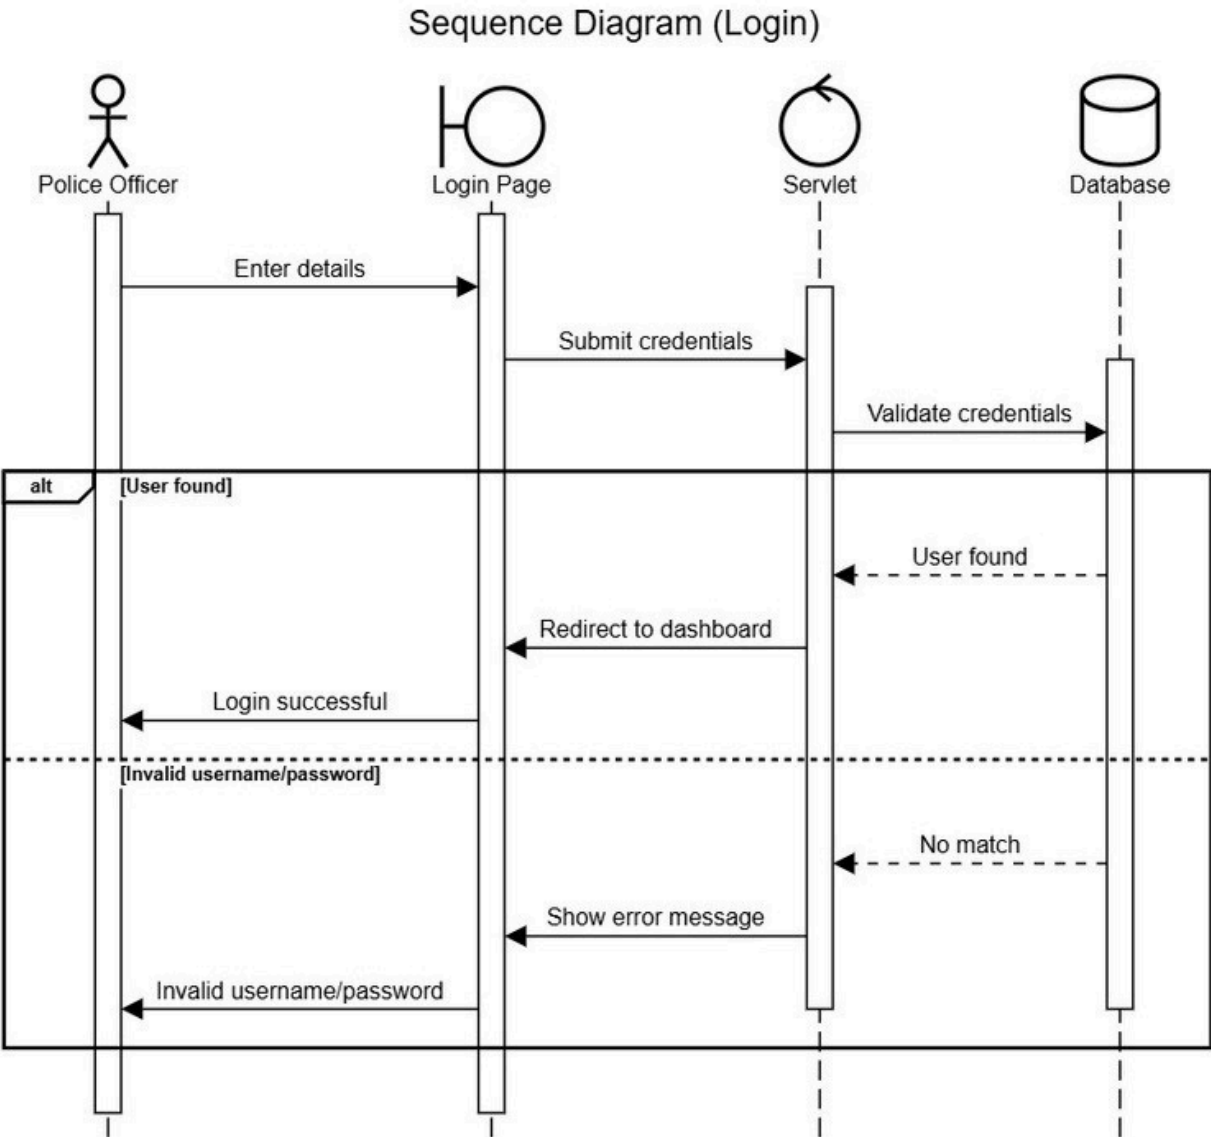 Sequence Diagram (Login)
Police Officer
Login Page
Servlet
Database
Enter details
Submit credentials
Validate credentials
alt
[User found]
User found
Redirect to dashboard
Login successful
[Invalid username/password]
No match
Show error message
Invalid username/password